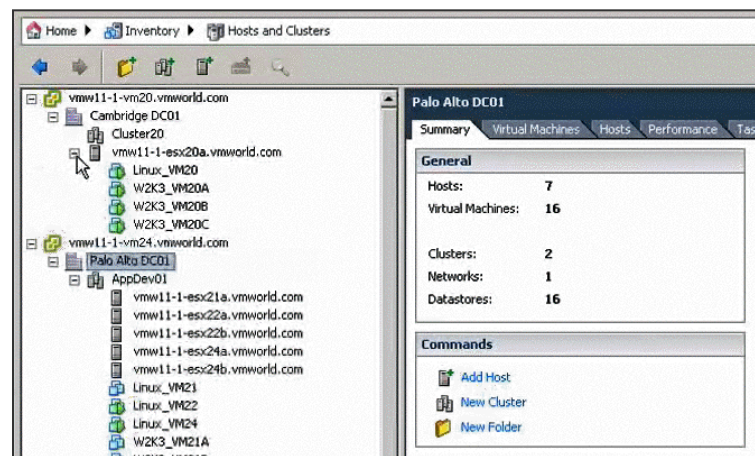 Home Inventory Hosts and Clusters
vmw11-1-vm20.vmworld.com
Cambridge DC01
Cluster20
vmw11-1-esx20a.vmworld.com
Linux_VM20
W2K3_VM20A
W2K3_VM20B
W2K3_VM20C
vmw11-1-vm24.vmworld.com
Palo Alto DC01
AppDev01
vmw11-1-esx21a.vmworld.com
vmw11-1-esx22a.vmworld.com
vmw11-1-esx22b.vmworld.com
vmw11-1-esx24a.vmworld.com
vmw11-1-esx24b.vmworld.com
Linux_VM21
Linux_VM22
Linux_VM24
W2K3_VM21A
Palo Alto DC01
Summary Virtual Machines Hosts Performance Tas
General
Hosts: 7
Virtual Machines: 16
Clusters: 2
Networks: 1
Datastores: 16
Commands
Add Host
New Cluster
New Folder